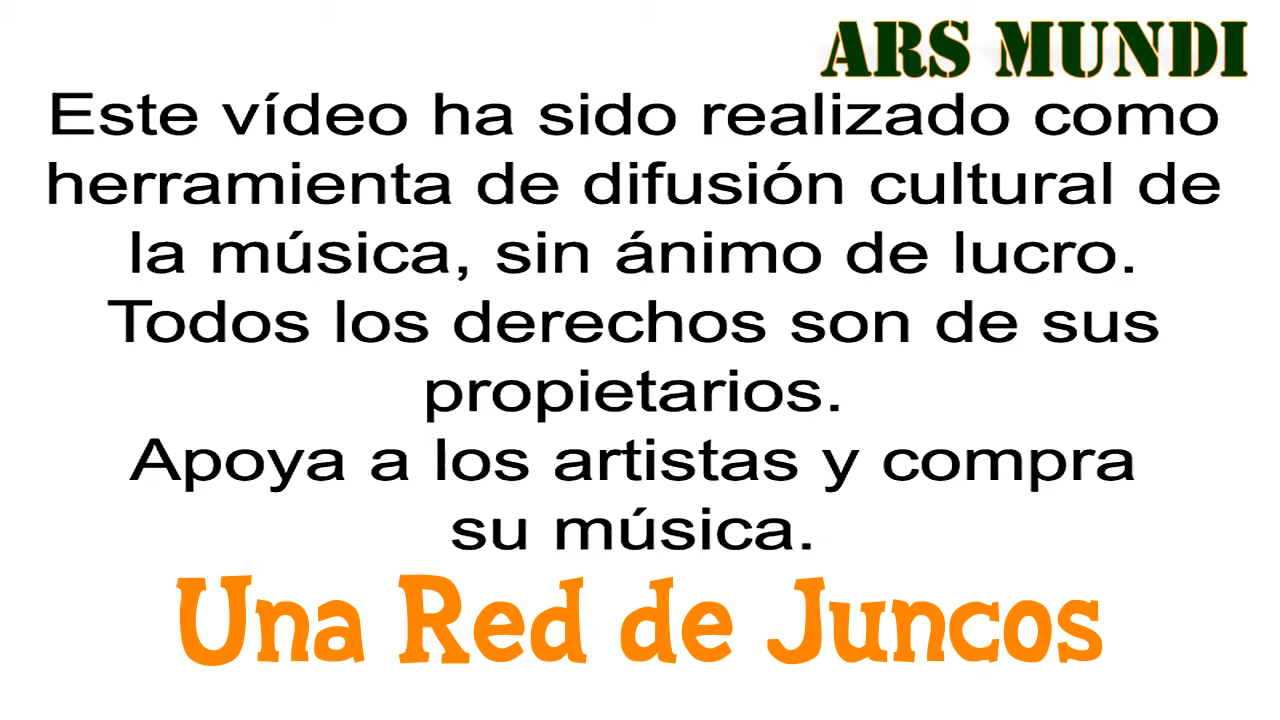 ARS MUNDI
Este vídeo ha sido realizado como
herramienta de difusión cultural de
la música, sin ánimo de lucro.
Todos los derechos son de sus
propietarios.
Apoya a los artistas y compra
su música.
Una Red de Juncos